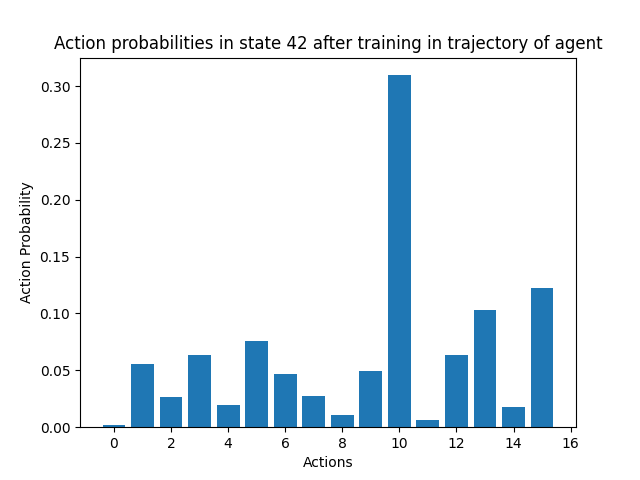 Action probabilities in state 42 after training in trajectory of agent
0.30
0.25
0.20
0.15
0.10
0.05
0.00
Action Probability
0 2 4 6 8 10 12 14 16
Actions